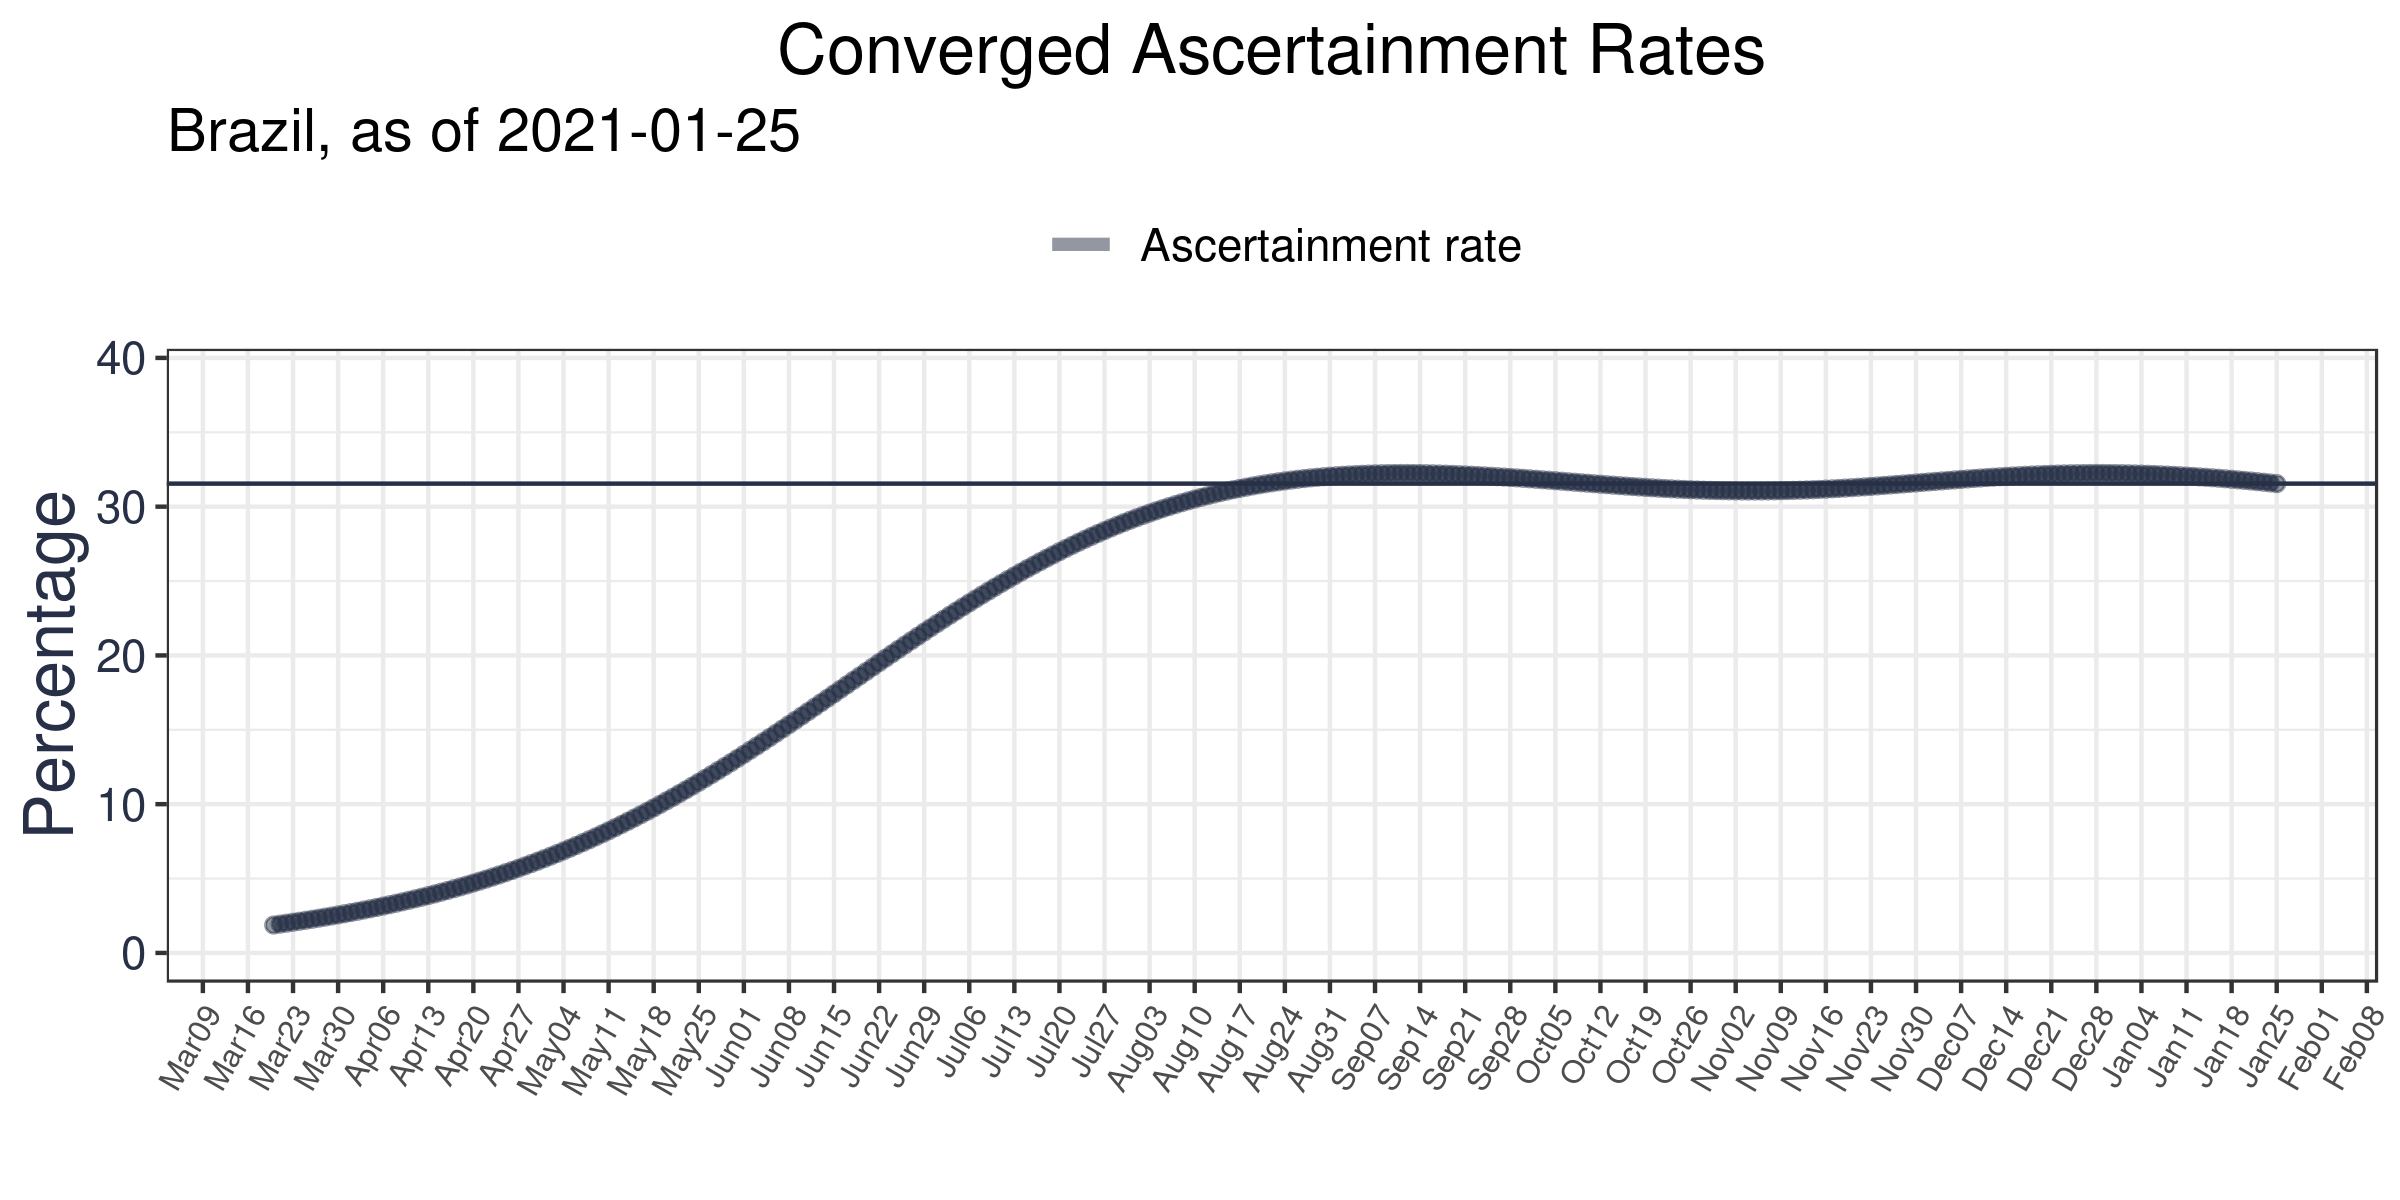 Converged Ascertainment Rates
Brazil, as of 2021-01-25
Ascertainment rate
Percentage
40
30
20
10
0
Mar09 Mar16 Mar23 Mar30 Apr06 Apr13 Apr20 Apr27 May04 May11 May18 May25 Jun01 Jun08 Jun15 Jun22 Jun29 Jul06 Jul13 Jul20 Jul27 Aug03 Aug10 Aug17 Aug24 Aug31 Sep07 Sep14 Sep21 Sep28 Oct05 Oct12 Oct19 Oct26 Nov02 Nov09 Nov16 Nov23 Nov30 Dec07 Dec14 Dec21 Dec28 Jan04 Jan11 Jan18 Jan25 Feb01 Feb08